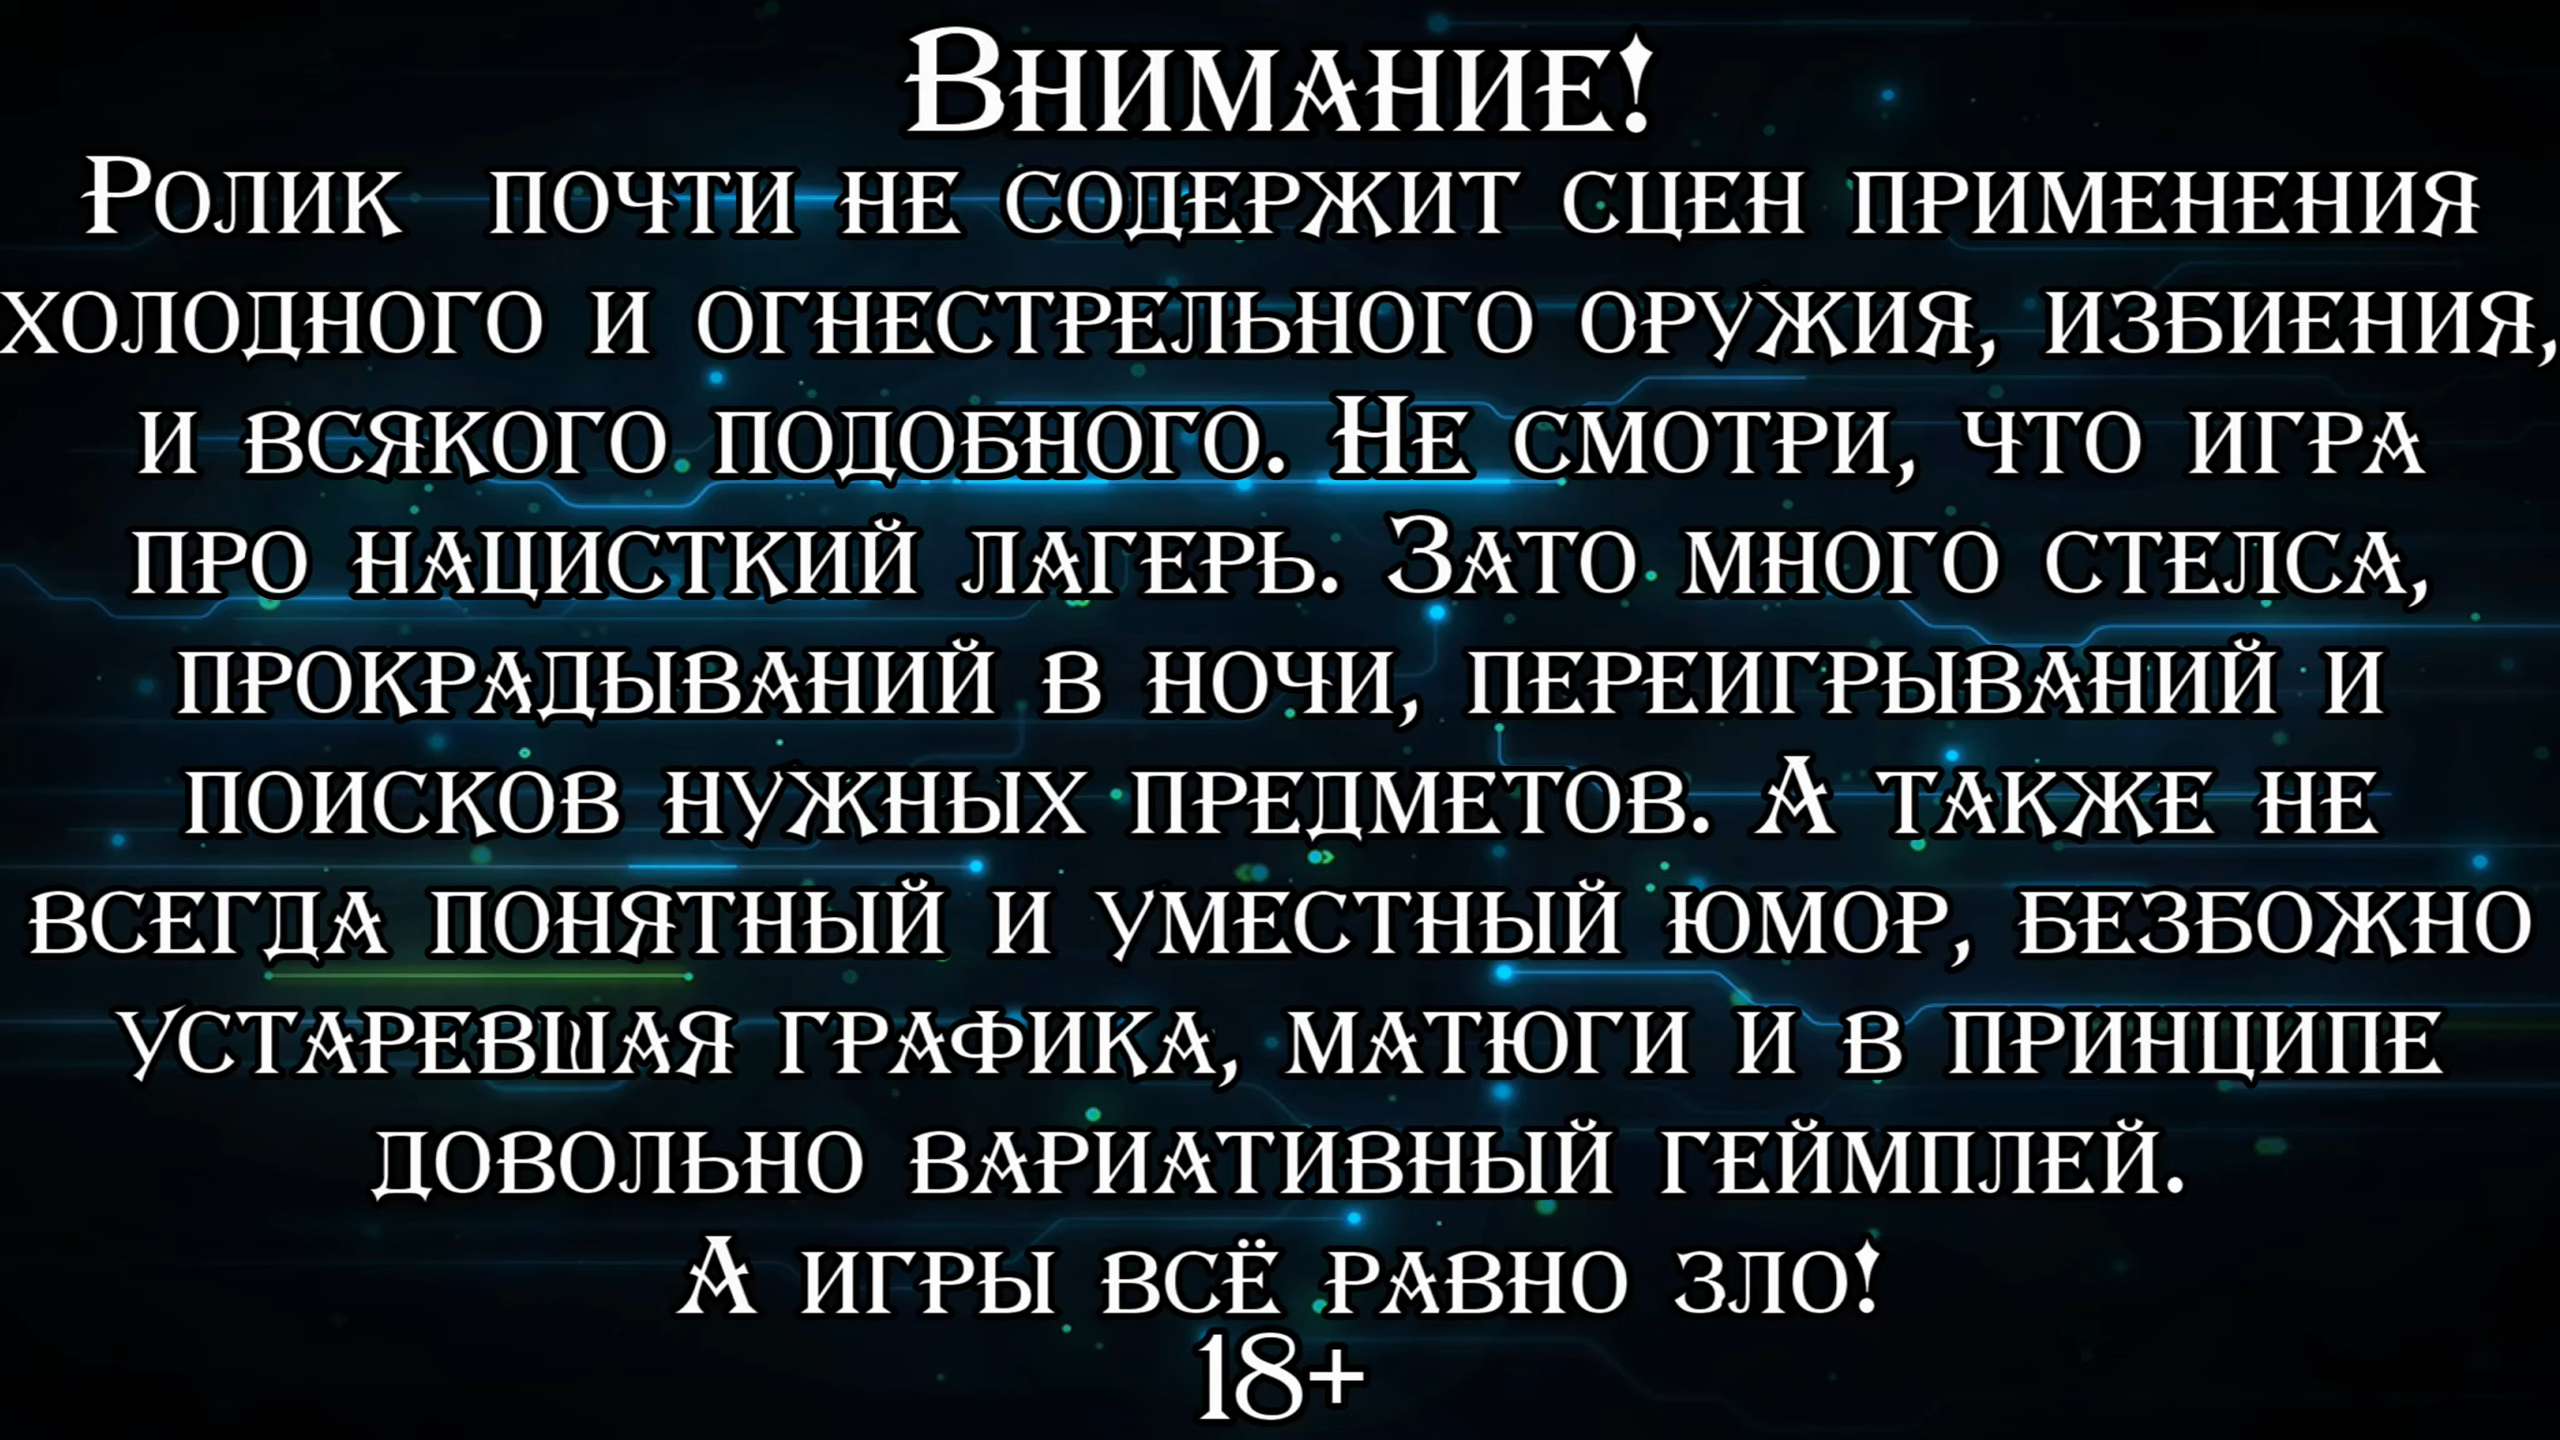 Внимание!
Ролик почти не содержит сцен применения
холодного и огнестрельного оружия, избиения,
и всякого подобного. Не смотри, что игра
про нацисткий лагерь. Зато много стелса,
прокрадываний в ночи, переигрываний и
поисков нужных предметов. А также не
всегда понятный и уместный юмор, безбожно
устаревшая графика, матюги и в принципе
довольно вариативный геймплей.
А игры всё равно зло!
18+